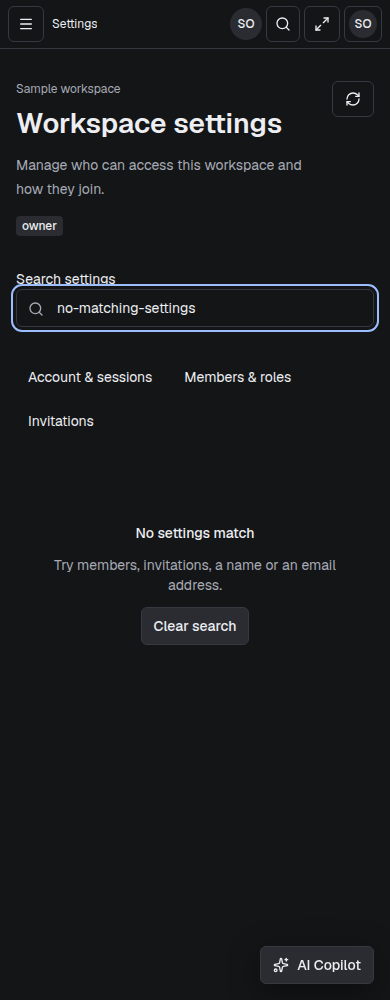 Settings
SO
SO
Sample workspace
Workspace settings
Manage who can access this workspace and
how they join.
owner
Search settings
no-matching-settings
Account & sessions
Members & roles
Invitations
No settings match
Try members, invitations, a name or an email
address.
Clear search
AI Copilot